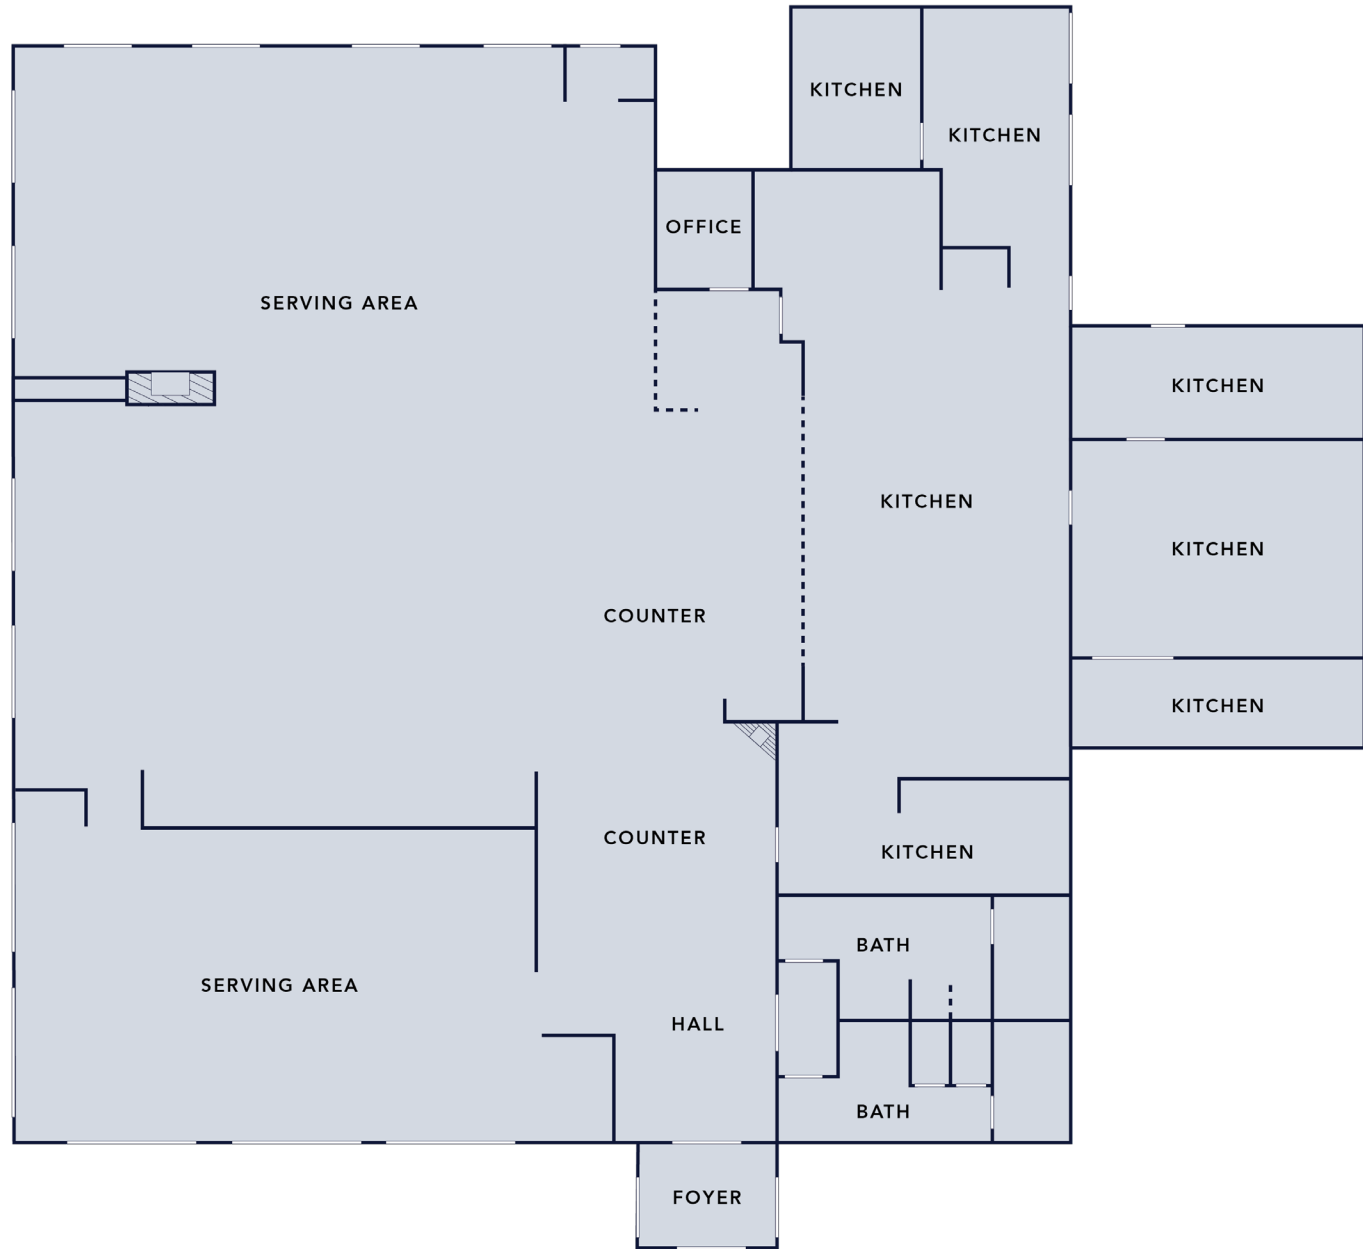 KITCHEN
KITCHEN
OFFICE
SERVING AREA
KITCHEN
KITCHEN
KITCHEN
COUNTER
KITCHEN
COUNTER
KITCHEN
BATH
SERVING AREA
HALL
BATH
FOYER